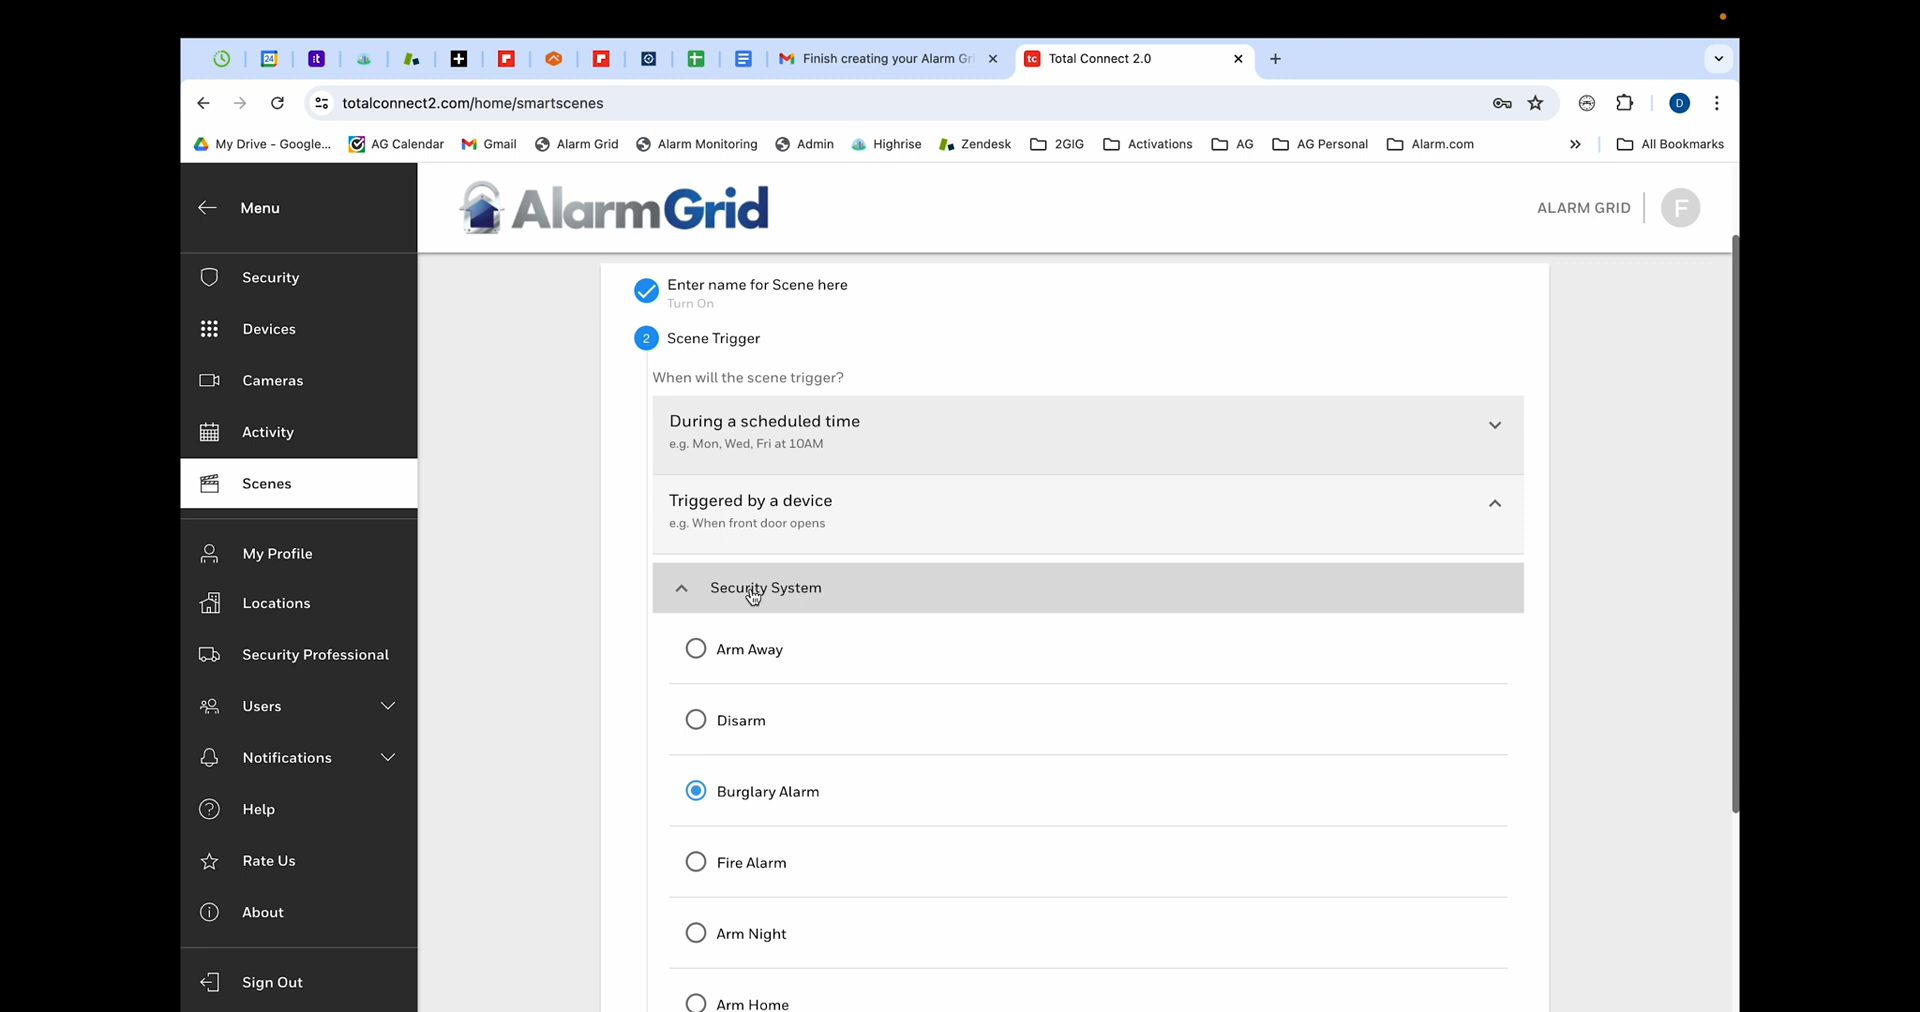 24
it
Finish creating your Alarm Gri
tc
Total Connect 2.0
totalconnect2.com/home/smartscenes
D
My Drive - Google...
AG Calendar
Gmail
Alarm Grid
Alarm Monitoring
Admin
Highrise
Zendesk
2GIG
Activations
AG
AG Personal
Alarm.com
All Bookmarks
Menu
AlarmGrid
ALARM GRID
F
Security
Devices
Cameras
Activity
Scenes
My Profile
Locations
Security Professional
Users
Notifications
Help
Rate Us
About
Sign Out
Enter name for Scene here
Turn On
2
Scene Trigger
When will the scene trigger?
During a scheduled time
e.g. Mon, Wed, Fri at 10AM
Triggered by a device
e.g. When front door opens
Security System
Arm Away
Disarm
Burglary Alarm
Fire Alarm
Arm Night
Arm Home